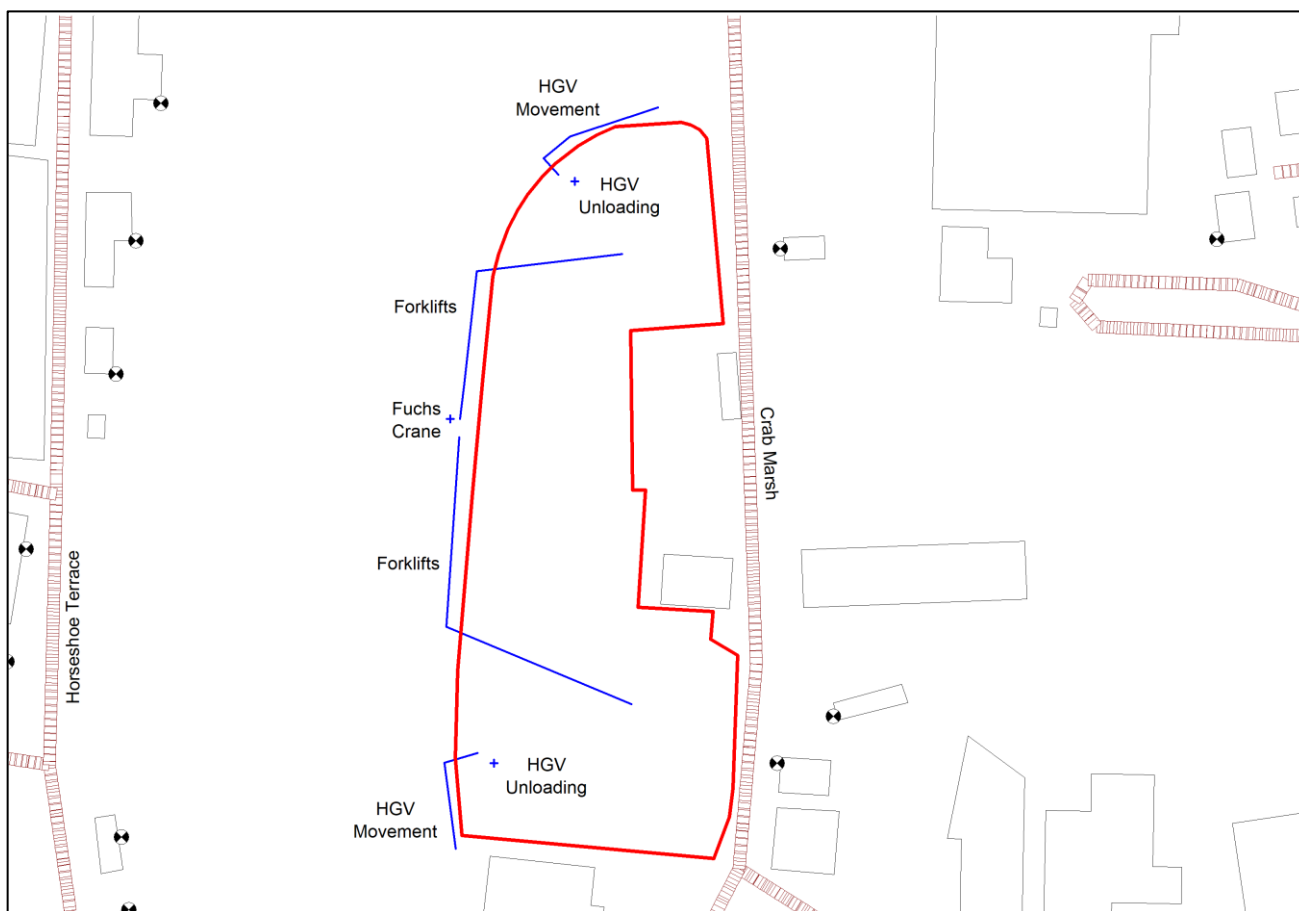 HGV
Movement
HGV
Unloading
Forklifts
Fuchs
Crane
Crab Marsh
Forklifts
Horseshoe Terrace
HGV
Unloading
HGV
Movement